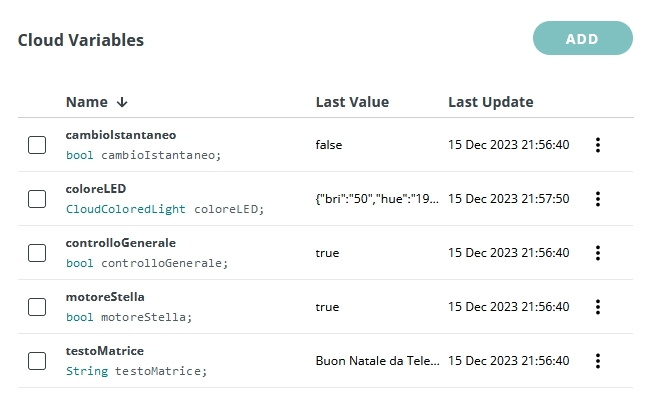 Cloud Variables
ADD
Name ↓ Last Value Last Update
cambioIstantaneo
bool cambioIstantaneo; false 15 Dec 2023 21:56:40
coloreLED
CloudColoredLight coloreLED; {"bri":"50","hue":"19... 15 Dec 2023 21:57:50
controlloGenerale
bool controlloGenerale; true 15 Dec 2023 21:56:40
motoreStella
bool motoreStella; true 15 Dec 2023 21:56:40
testoMatrice
String testoMatrice; Buon Natale da Tele... 15 Dec 2023 21:56:40